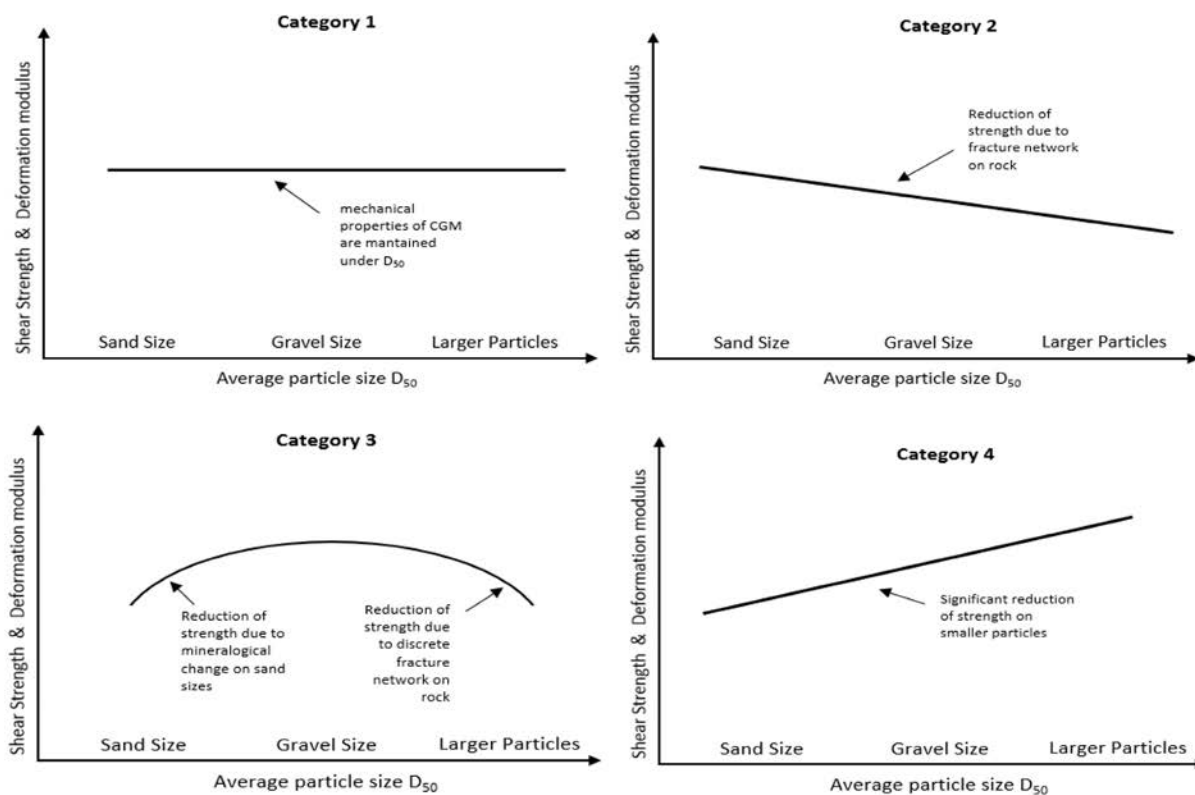 Category 1
Shear Strength & Deformation modulus
mechanical
properties of CGM
are mantained
under D₅₀
Sand Size
Gravel Size
Larger Particles
Average particle size D₅₀
Category 2
Shear Strength & Deformation modulus
Reduction of
strength due to
fracture network
on rock
Sand Size
Gravel Size
Larger Particles
Average particle size D₅₀
Category 3
Shear Strength & Deformation modulus
Reduction of
strength due to
mineralogical
change on sand
sizes
Reduction of
strength due
to discrete
fracture
network on
rock
Sand Size
Gravel Size
Larger Particles
Average particle size D₅₀
Category 4
Shear Strength & Deformation modulus
Significant reduction
of strength on
smaller particles
Sand Size
Gravel Size
Larger Particles
Average particle size D₅₀